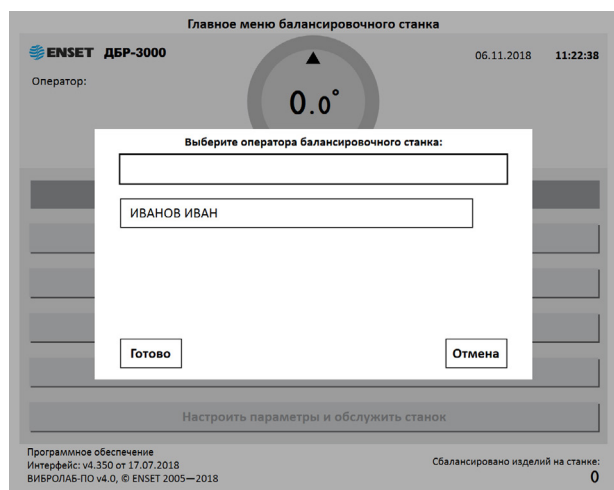 Главное меню балансировочного станка
ENSET ДБР-3000
06.11.2018 11:22:38
Оператор:
0.0°
Выберите оператора балансировочного станка:
ИВАНОВ ИВАН
Готово
Отмена
Настроить параметры и обслужить станок
Программное обеспечение
Интерфейс: v4.350 от 17.07.2018
ВИБРОЛАБ-ПО v4.0, © ENSET 2005—2018
Сбалансировано изделий на станке:
0